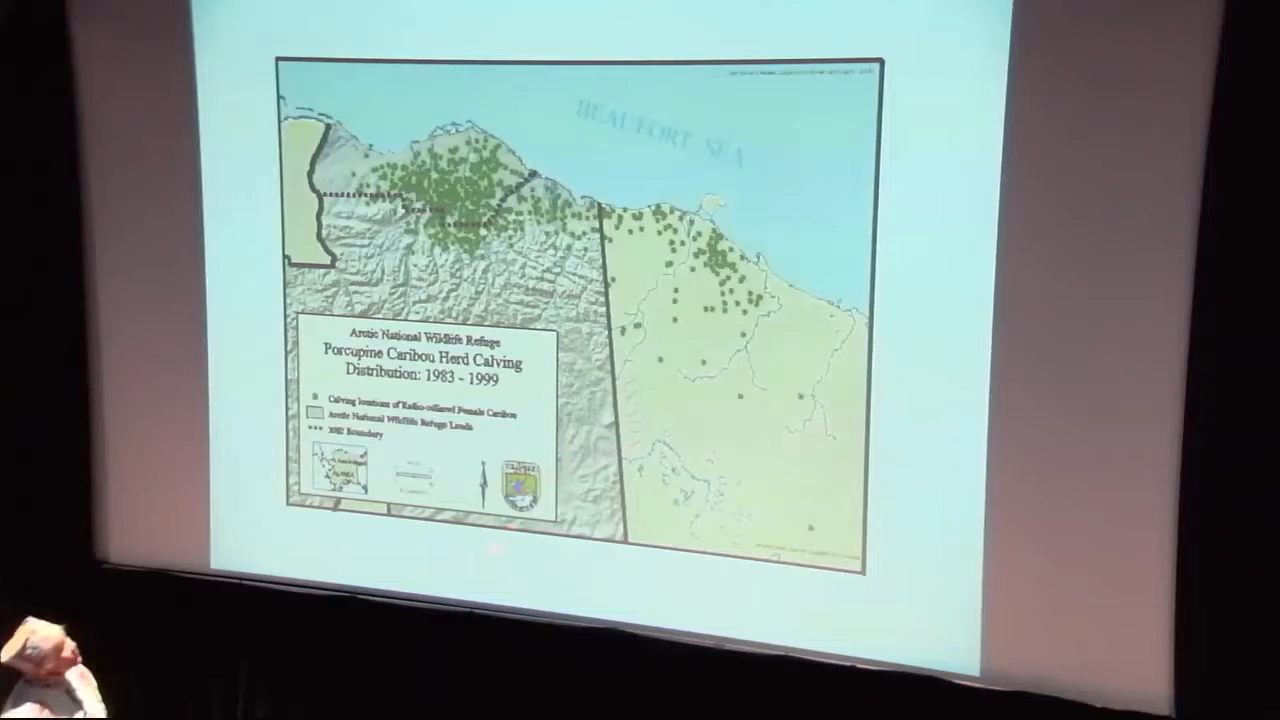 BEAUFORT SEA
Arctic National Wildlife Refuge
Porcupine Caribou Herd Calving
Distribution: 1983 - 1999
Calving locations of Radio-collared Female Caribou
Arctic National Wildlife Refuge Lands
1002 Boundary
ALASKA